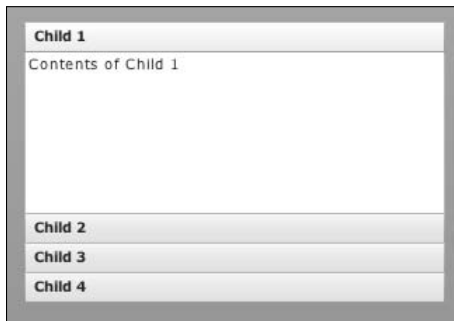 Child 1
Contents of Child 1
Child 2
Child 3
Child 4